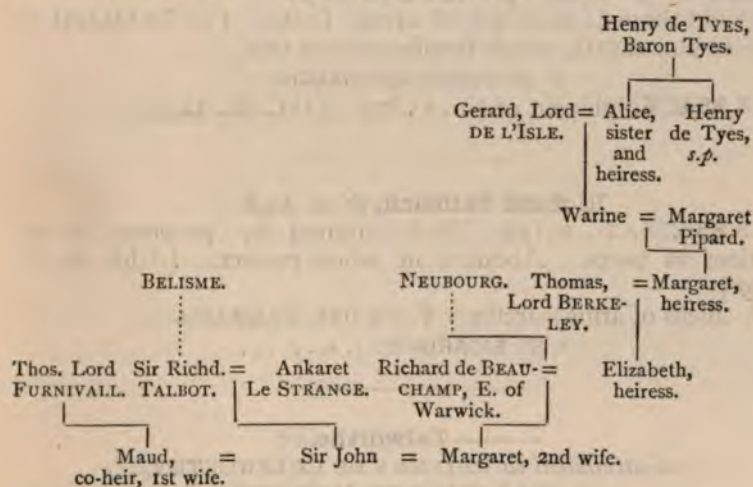 Henry de TYES,
Baron Tyes.
Gerard, Lord = Alice, Henry
DE L'ISLE. sister de Tyes,
and s.p.
heiress.
Warine = Margaret
Pipard.
BELISME. NEUBOURG. Thomas, = Margaret,
Lord BERKE- heiress.
LEY.
Thos. Lord Sir Richd. = Ankaret Richard de BEAU- = Elizabeth,
FURNIVALL. TALBOT. Le STRANGE. CHAMP, E. of heiress.
Warwick.
Maud, = Sir John = Margaret, 2nd wife.
co-heir, 1st wife.